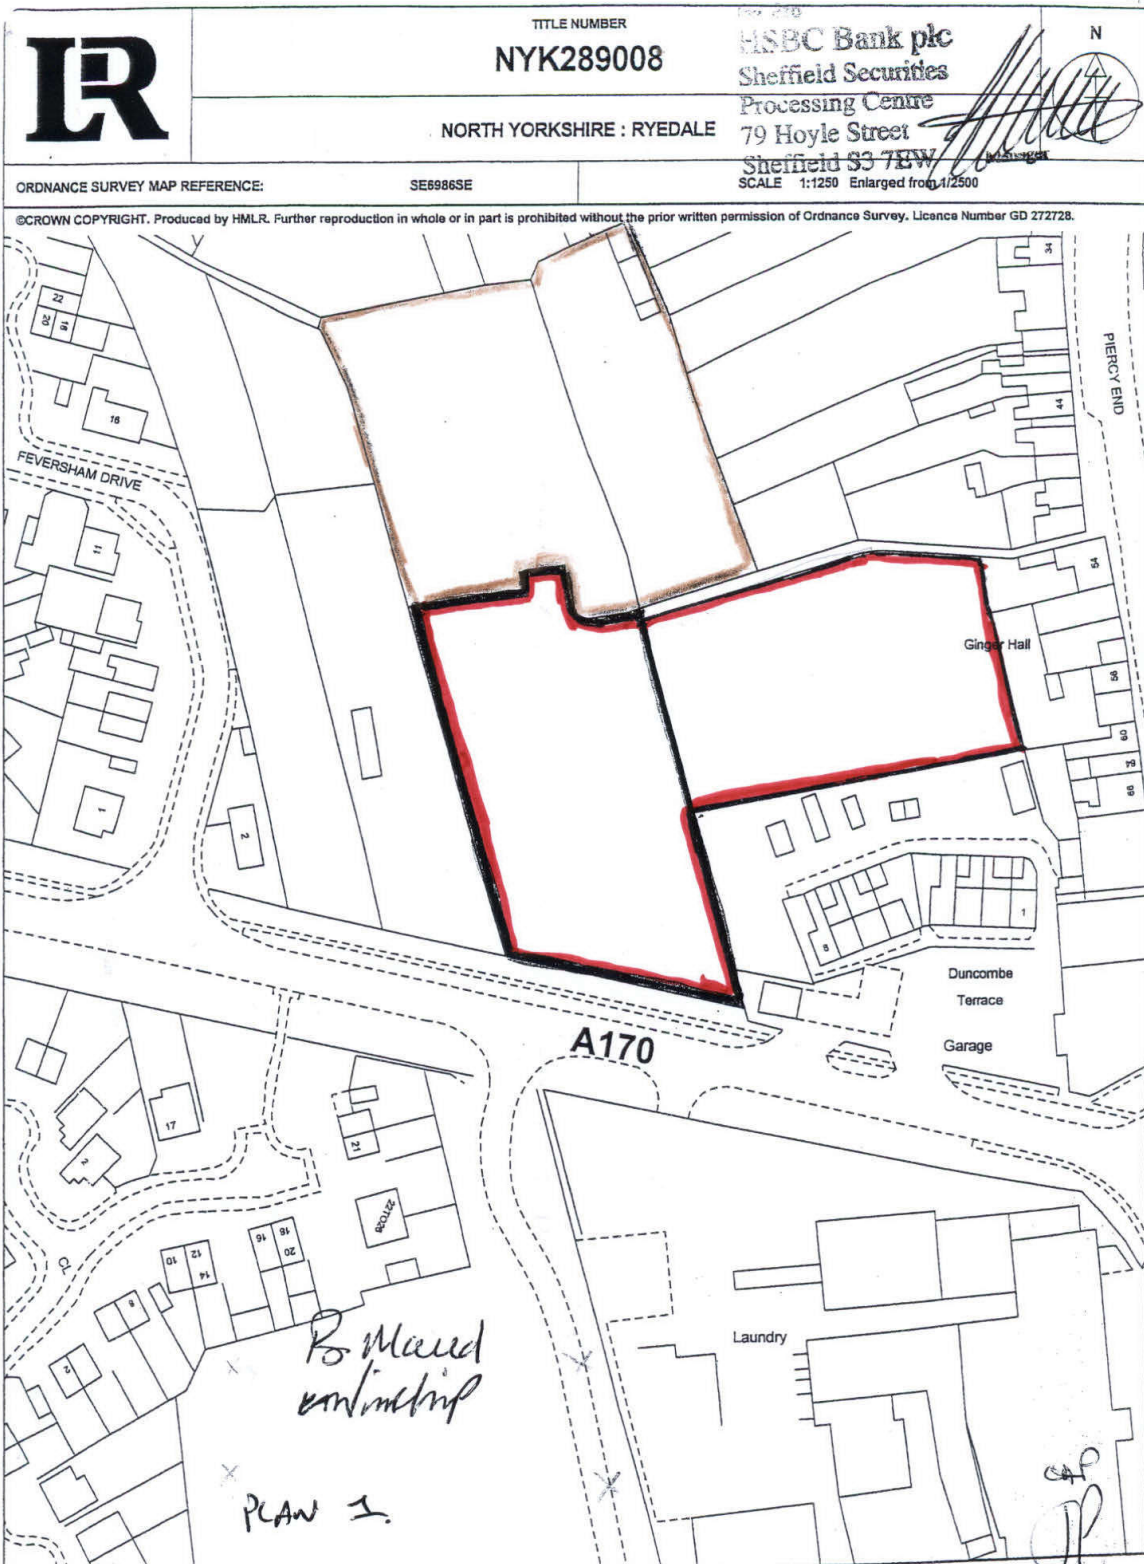 LR
TITLE NUMBER
NYK289008
HSBC Bank plc
Sheffield Securities
Processing Centre
79 Hoyle Street
Sheffield S3 7EW
Manager
N
NORTH YORKSHIRE : RYEDALE
ORDNANCE SURVEY MAP REFERENCE:
SE6986SE
SCALE 1:1250 Enlarged from 1/2500
©CROWN COPYRIGHT. Produced by HMLR. Further reproduction in whole or in part is prohibited without the prior written permission of Ordnance Survey. Licence Number GD 272728.
34
22
20
18
PIERCY END
16
44
FEVERSHAM DRIVE
11
54
Ginger Hall
58
60
64
66
1
2
8
1
Duncombe
Terrace
A170
Garage
17
21
2
16
18
20
10
12
14
CL
8
2
Laundry
B. Maud
PLAN 1.